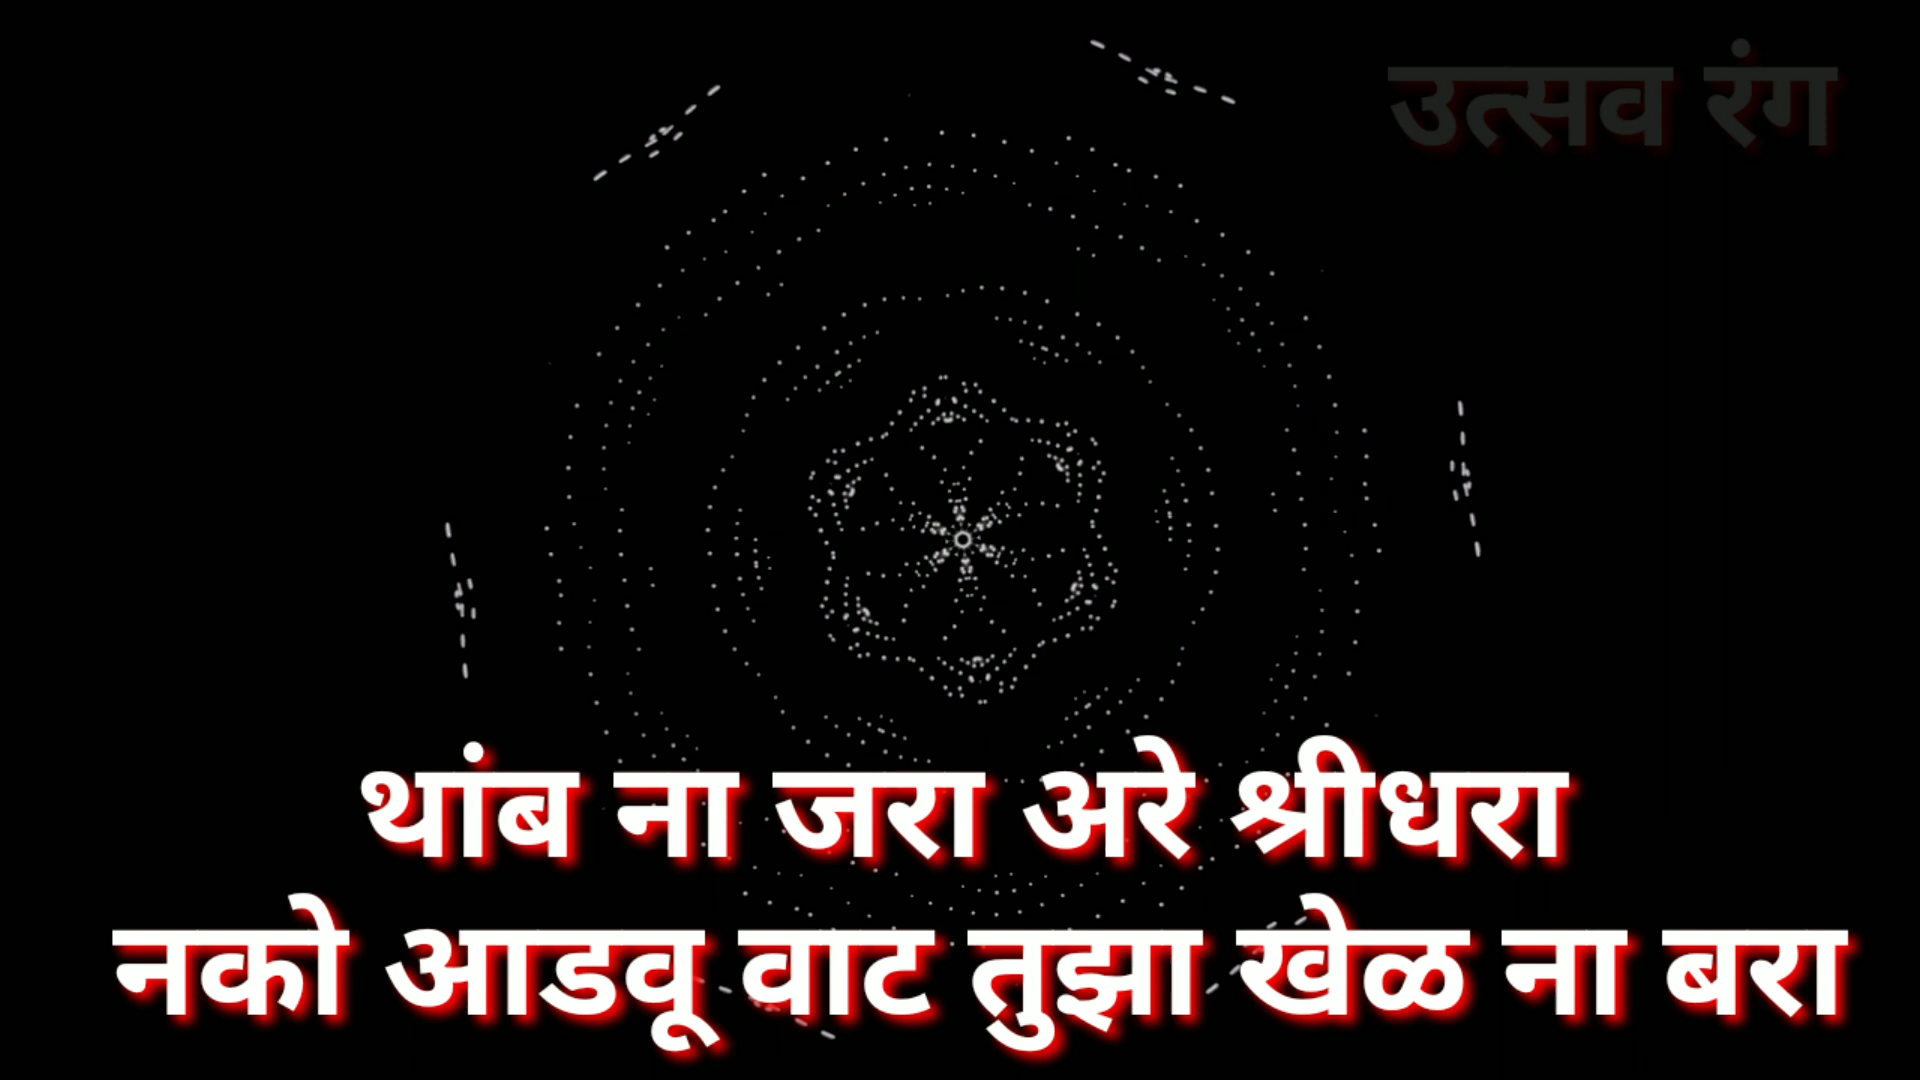 उत्सव रंग
थांब ना जरा अरे श्रीधरा
नको आडवू वाट तुझा खेळ ना बरा